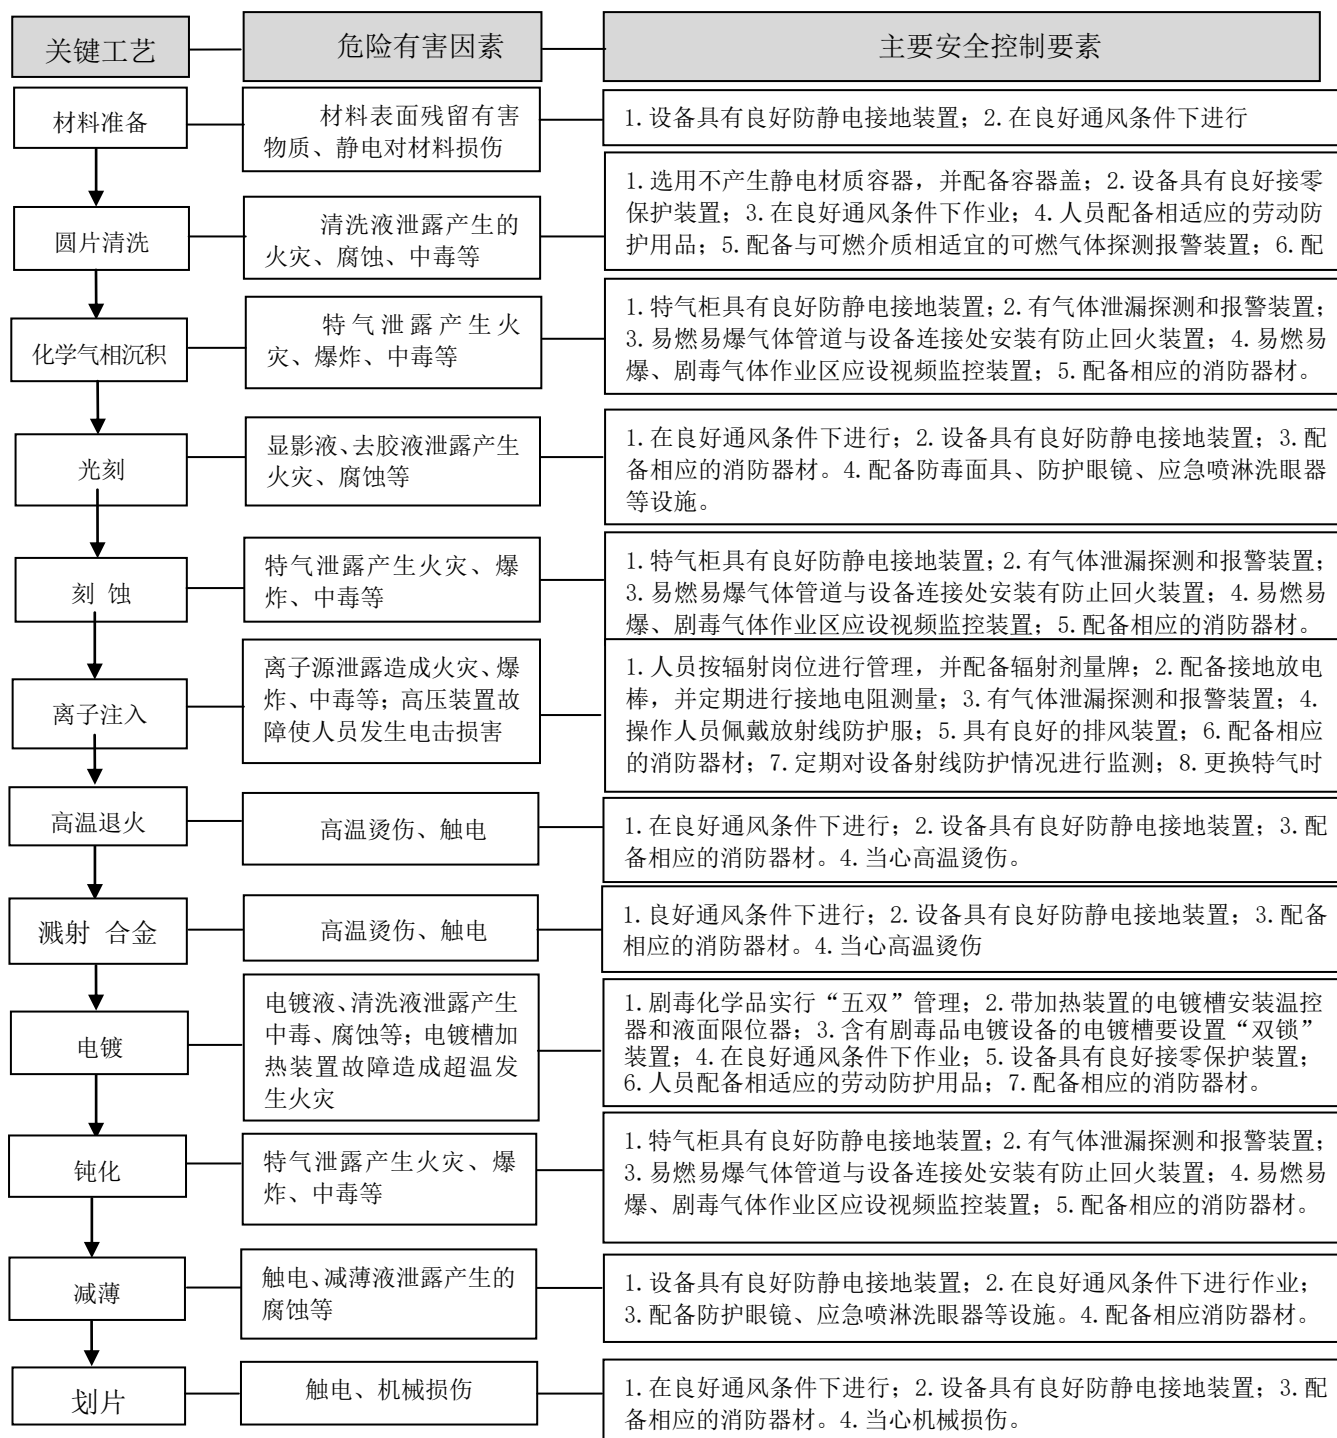 关键工艺
危险有害因素
主要安全控制要素
材料准备
材料表面残留有害
物质、静电对材料损伤
1.设备具有良好防静电接地装置；2.在良好通风条件下进行
圆片清洗
清洗液泄露产生的
火灾、腐蚀、中毒等
1.选用不产生静电材质容器，并配备容器盖；2.设备具有良好接零
保护装置；3.在良好通风条件下作业；4.人员配备相适应的劳动防
护用品；5.配备与可燃介质相适宜的可燃气体探测报警装置；6.配
化学气相沉积
特气泄露产生火
灾、爆炸、中毒等
1.特气柜具有良好防静电接地装置；2.有气体泄漏探测和报警装置；
3.易燃易爆气体管道与设备连接处安装有防止回火装置；4.易燃易
爆、剧毒气体作业区应设视频监控装置；5.配备相应的消防器材。
光刻
显影液、去胶液泄露产生
火灾、腐蚀等
1.在良好通风条件下进行；2.设备具有良好防静电接地装置；3.配
备相应的消防器材。4.配备防毒面具、防护眼镜、应急喷淋洗眼器
等设施。
刻 蚀
特气泄露产生火灾、爆
炸、中毒等
1.特气柜具有良好防静电接地装置；2.有气体泄漏探测和报警装置；
3.易燃易爆气体管道与设备连接处安装有防止回火装置；4.易燃易
爆、剧毒气体作业区应设视频监控装置；5.配备相应的消防器材.
离子注入
离子源泄露造成火灾、爆
炸、中毒等；高压装置故
障使人员发生电击损害
1.人员按辐射岗位进行管理，并配备辐射剂量牌；2.配备接地放电
棒，并定期进行接地电阻测量；3.有气体泄漏探测和报警装置；4.
操作人员佩戴放射线防护服；5.具有良好的排风装置；6.配备相应
的消防器材；7.定期对设备射线防护情况进行监测；8.更换特气时
高温退火
高温烫伤、触电
1.在良好通风条件下进行；2.设备具有良好防静电接地装置；3.配
备相应的消防器材。4.当心高温烫伤。
溅射 合金
高温烫伤、触电
1.良好通风条件下进行；2.设备具有良好防静电接地装置；3.配备
相应的消防器材。4.当心高温烫伤
电镀
电镀液、清洗液泄露产生
中毒、腐蚀等；电镀槽加
热装置故障造成超温发
生火灾
1.剧毒化学品实行“五双”管理；2.带加热装置的电镀槽安装温控
器和液面限位器；3.含有剧毒品电镀设备的电镀槽要设置“双锁”
装置；4.在良好通风条件下作业；5.设备具有良好接零保护装置；
6.人员配备相适应的劳动防护用品；7.配备相应的消防器材。
钝化
特气泄露产生火灾、爆
炸、中毒等
1.特气柜具有良好防静电接地装置；2.有气体泄漏探测和报警装置；
3.易燃易爆气体管道与设备连接处安装有防止回火装置；4.易燃易
爆、剧毒气体作业区应设视频监控装置；5.配备相应的消防器材。
减薄
触电、减薄液泄露产生的
腐蚀等
1.设备具有良好防静电接地装置；2.在良好通风条件下进行作业；
3.配备防护眼镜、应急喷淋洗眼器等设施。4.配备相应消防器材。
划片
触电、机械损伤
1.在良好通风条件下进行；2.设备具有良好防静电接地装置；3.配
备相应的消防器材。4.当心机械损伤。